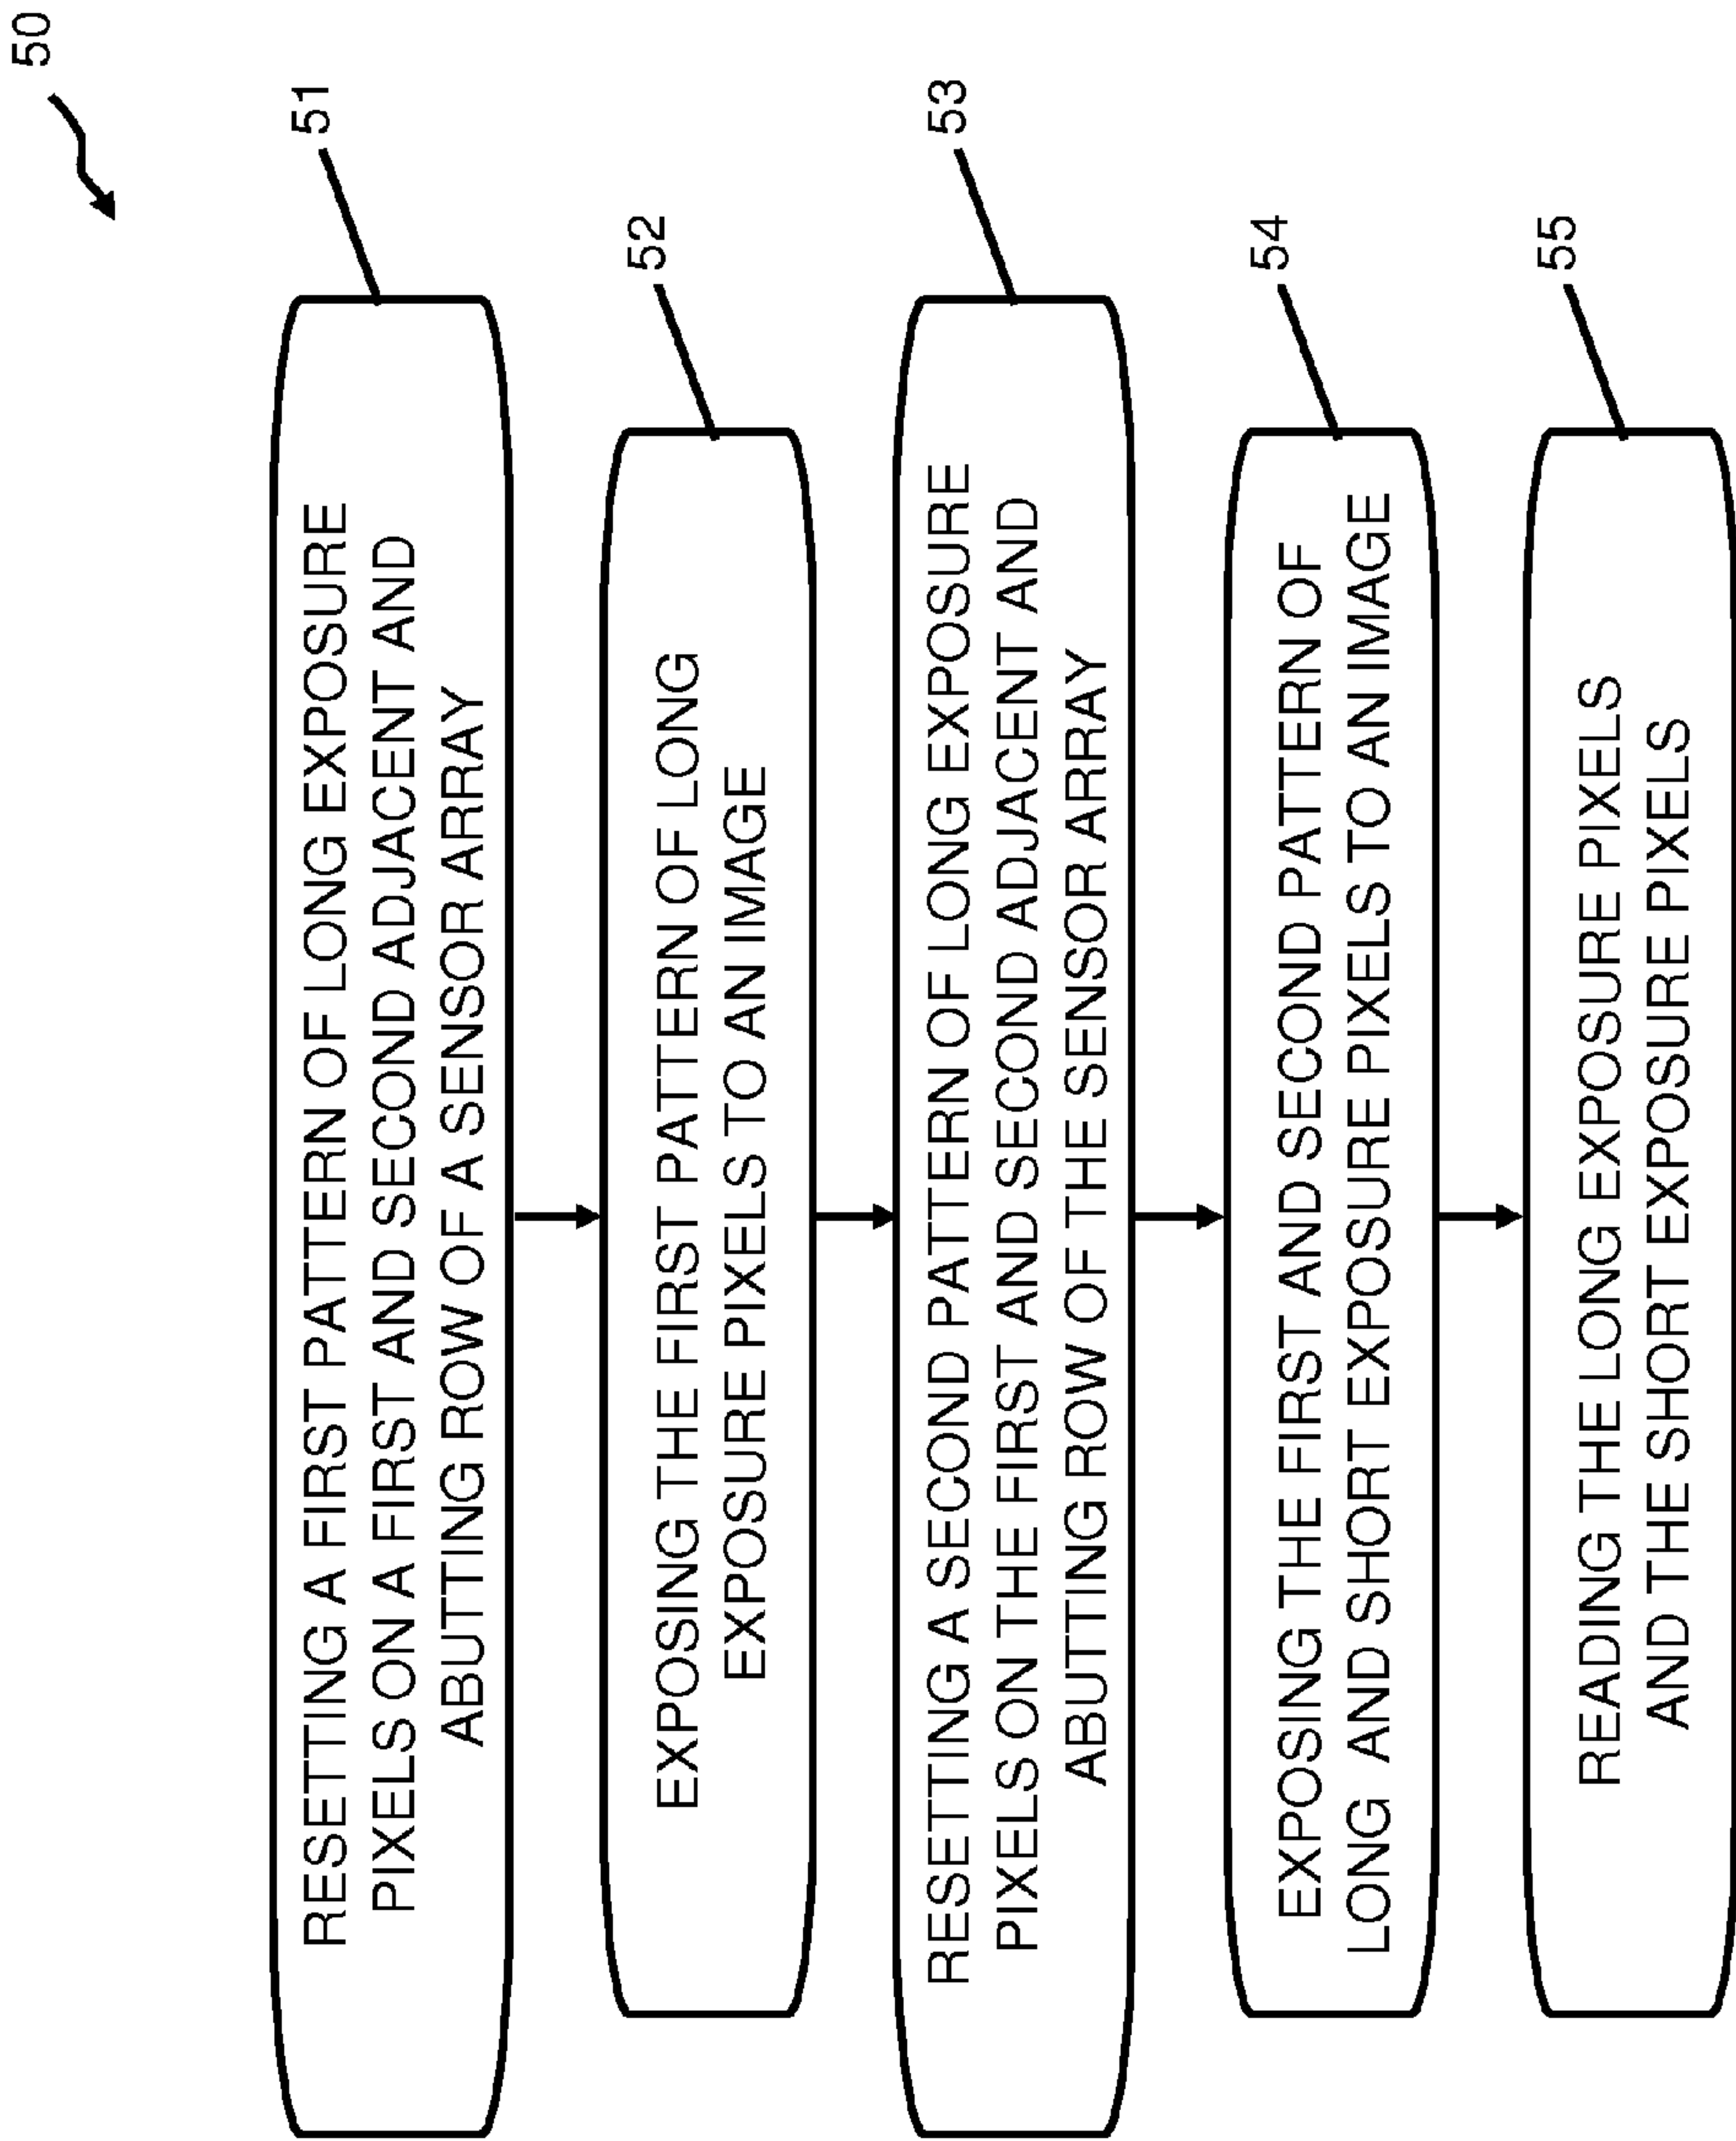 50
51
RESETTING A FIRST PATTERN OF LONG EXPOSURE
PIXELS ON A FIRST AND SECOND ADJACENT AND
ABUTTING ROW OF A SENSOR ARRAY
52
EXPOSING THE FIRST PATTERN OF LONG
EXPOSURE PIXELS TO AN IMAGE
53
RESETTING A SECOND PATTERN OF LONG EXPOSURE
PIXELS ON THE FIRST AND SECOND ADJACENT AND
ABUTTING ROW OF THE SENSOR ARRAY
54
EXPOSING THE FIRST AND SECOND PATTERN OF
LONG AND SHORT EXPOSURE PIXELS TO AN IMAGE
55
READING THE LONG EXPOSURE PIXELS
AND THE SHORT EXPOSURE PIXELS